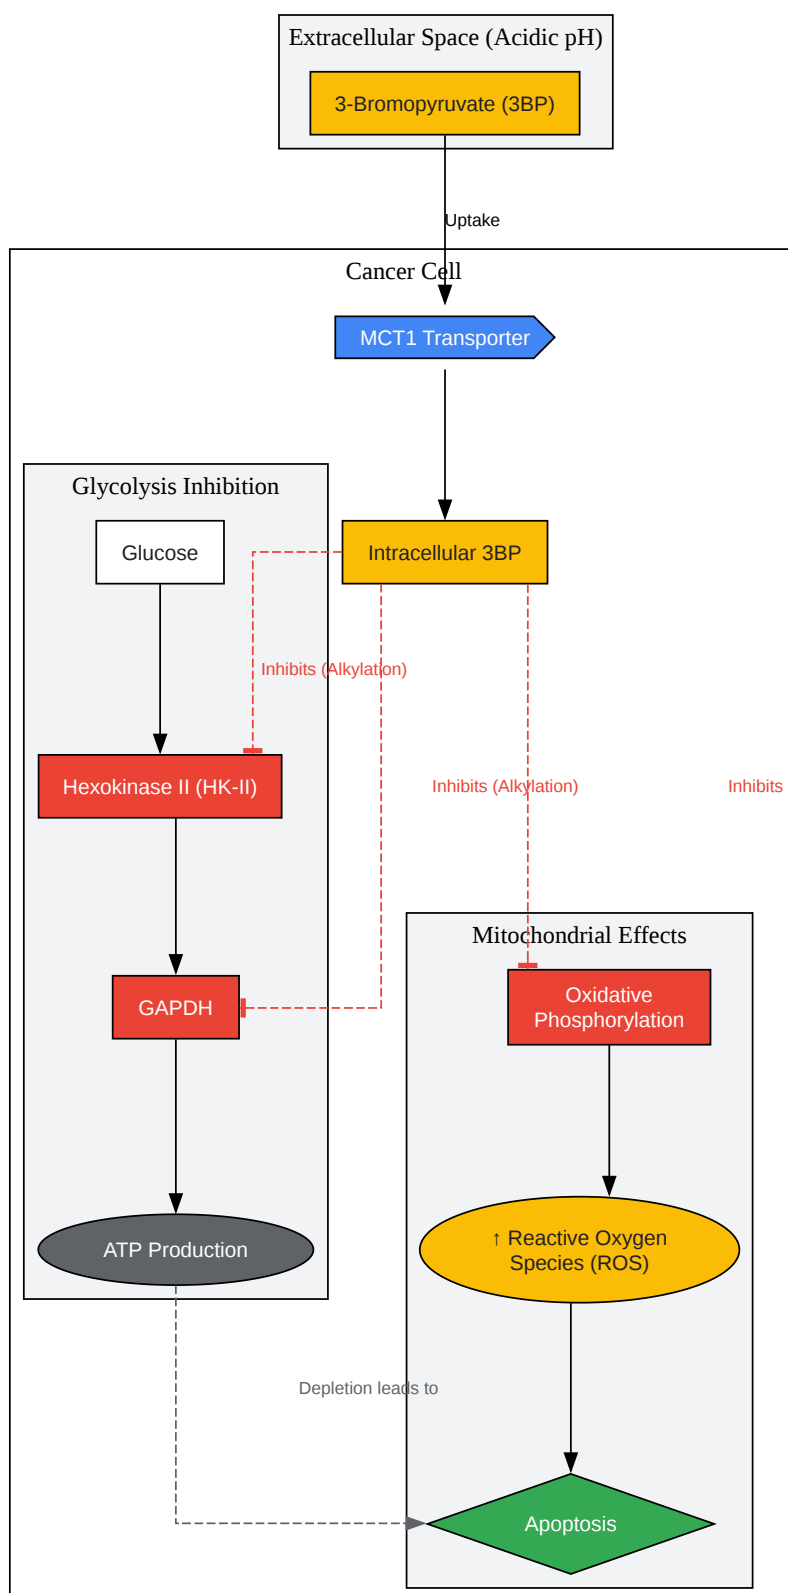 Extracellular Space (Acidic pH)
3-Bromopyruvate (3BP)
Uptake
Cancer Cell
MCT1 Transporter
Glycolysis Inhibition
Glucose
Intracellular 3BP
Inhibits (Alkylation)
Hexokinase II (HK-II)
Inhibits (Alkylation)
Inhibits
Mitochondrial Effects
GAPDH
Oxidative
Phosphorylation
ATP Production
↑ Reactive Oxygen
Species (ROS)
Depletion leads to
Apoptosis